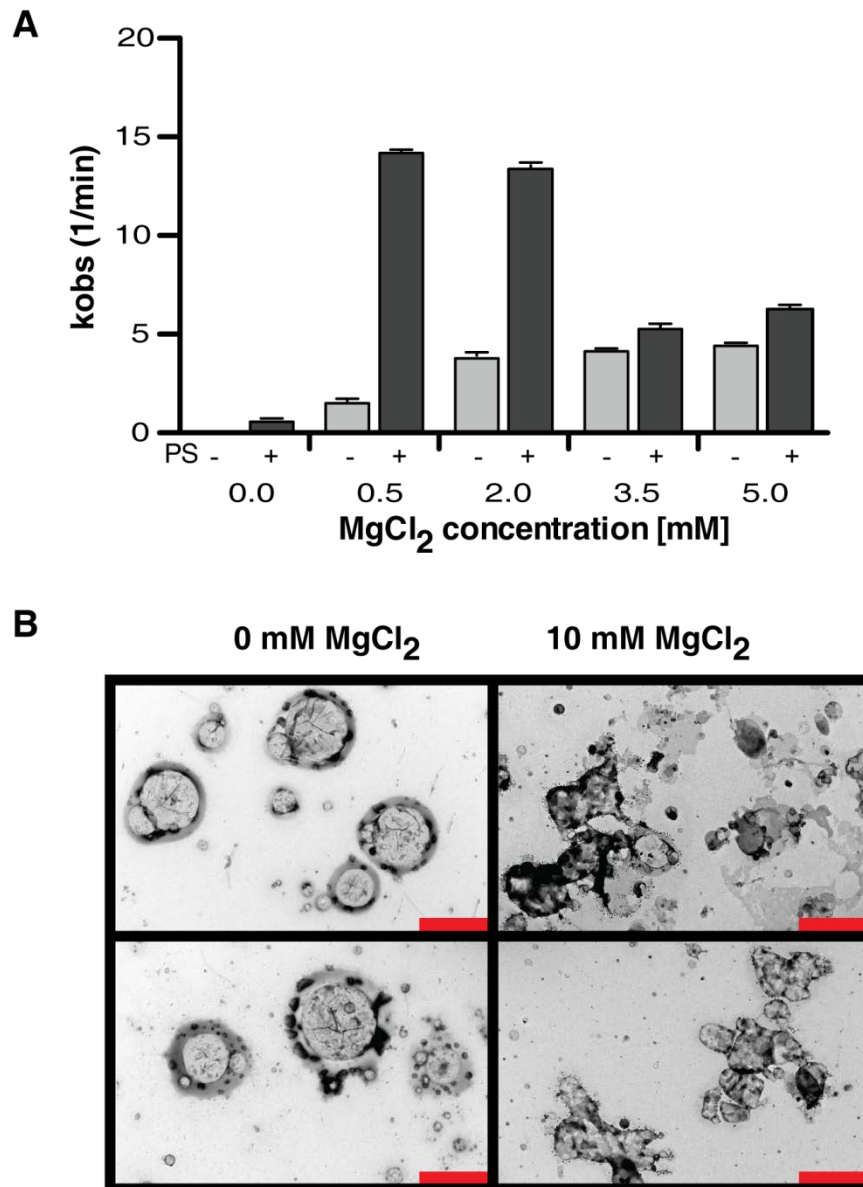 A
20
15
10
5
0
kobs (1/min)
PS - + - + - + - + - +
0.0 0.5 2.0 3.5 5.0
MgCl2 concentration [mM]
B
0 mM MgCl2 10 mM MgCl2